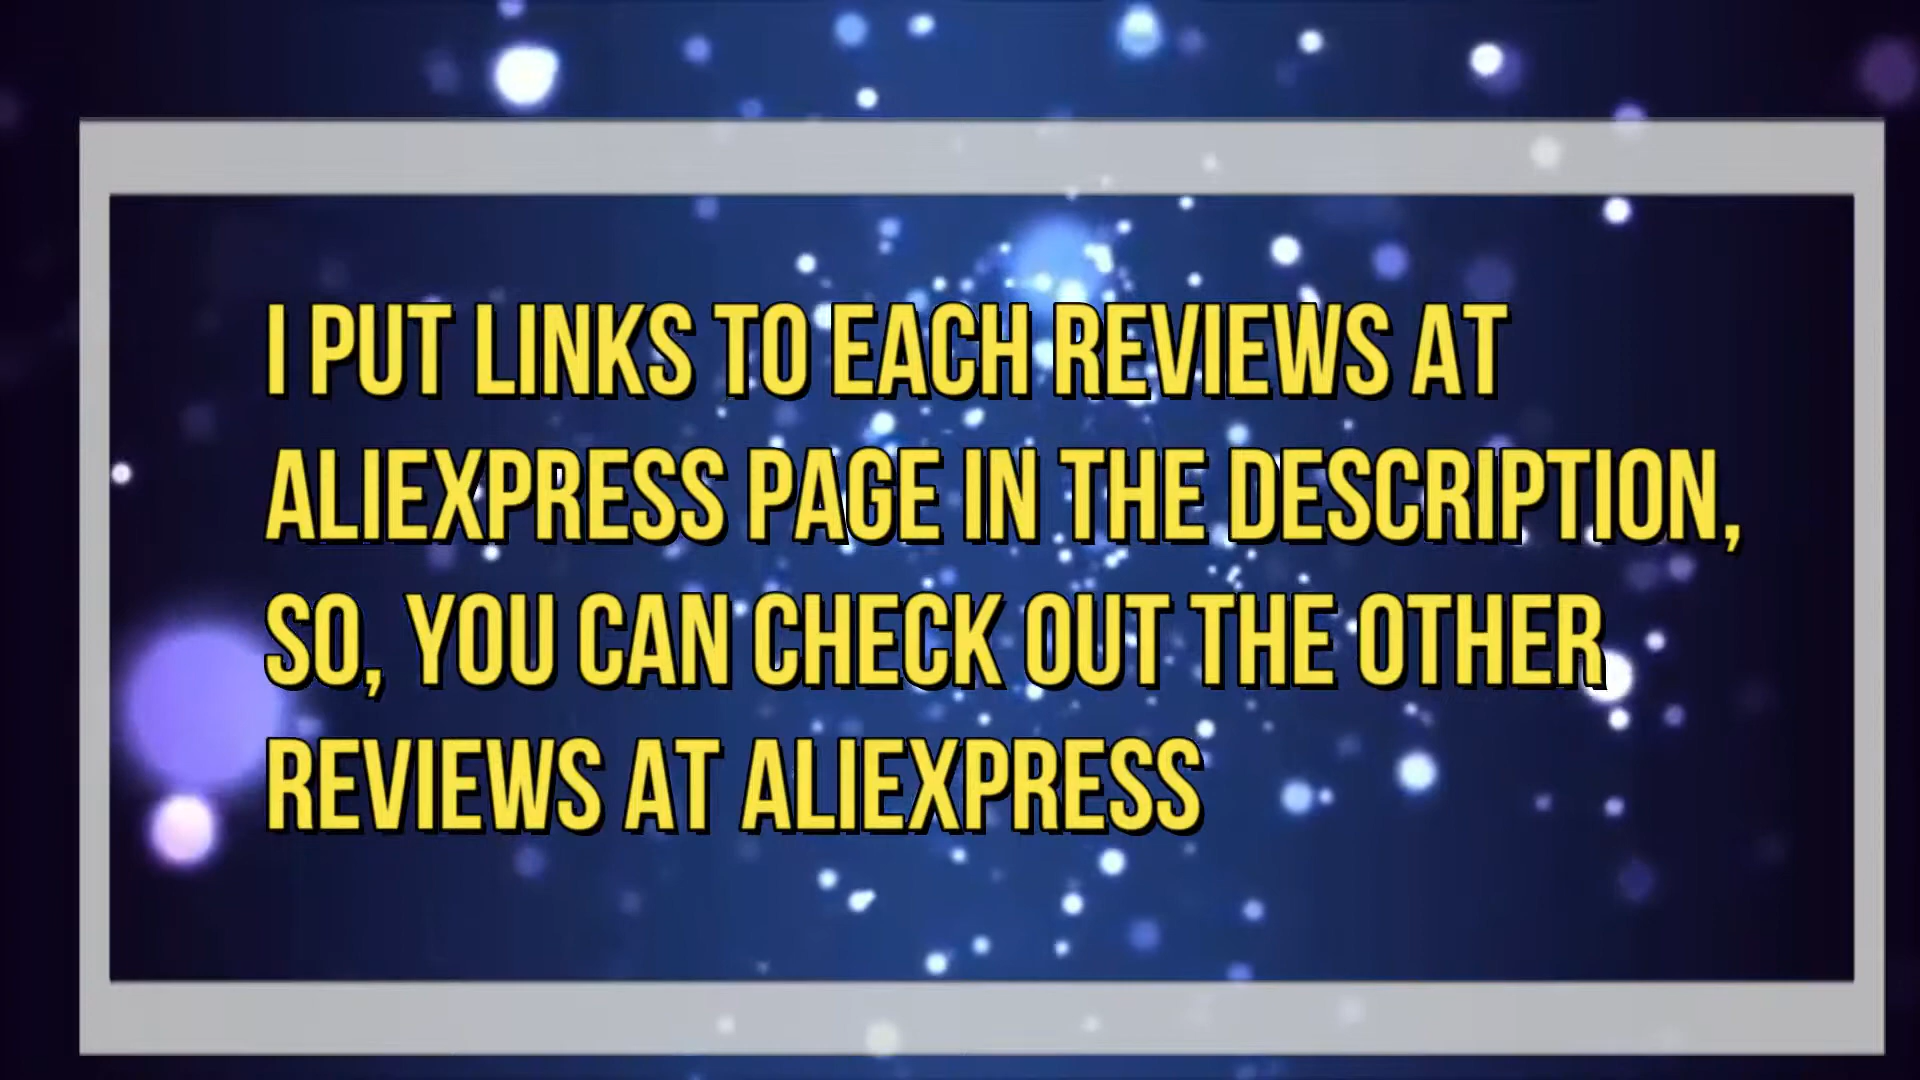 I PUT LINKS TO EACH REVIEWS AT
ALIEXPRESS PAGE IN THE DESCRIPTION,
SO, YOU CAN CHECK OUT THE OTHER
REVIEWS AT ALIEXPRESS